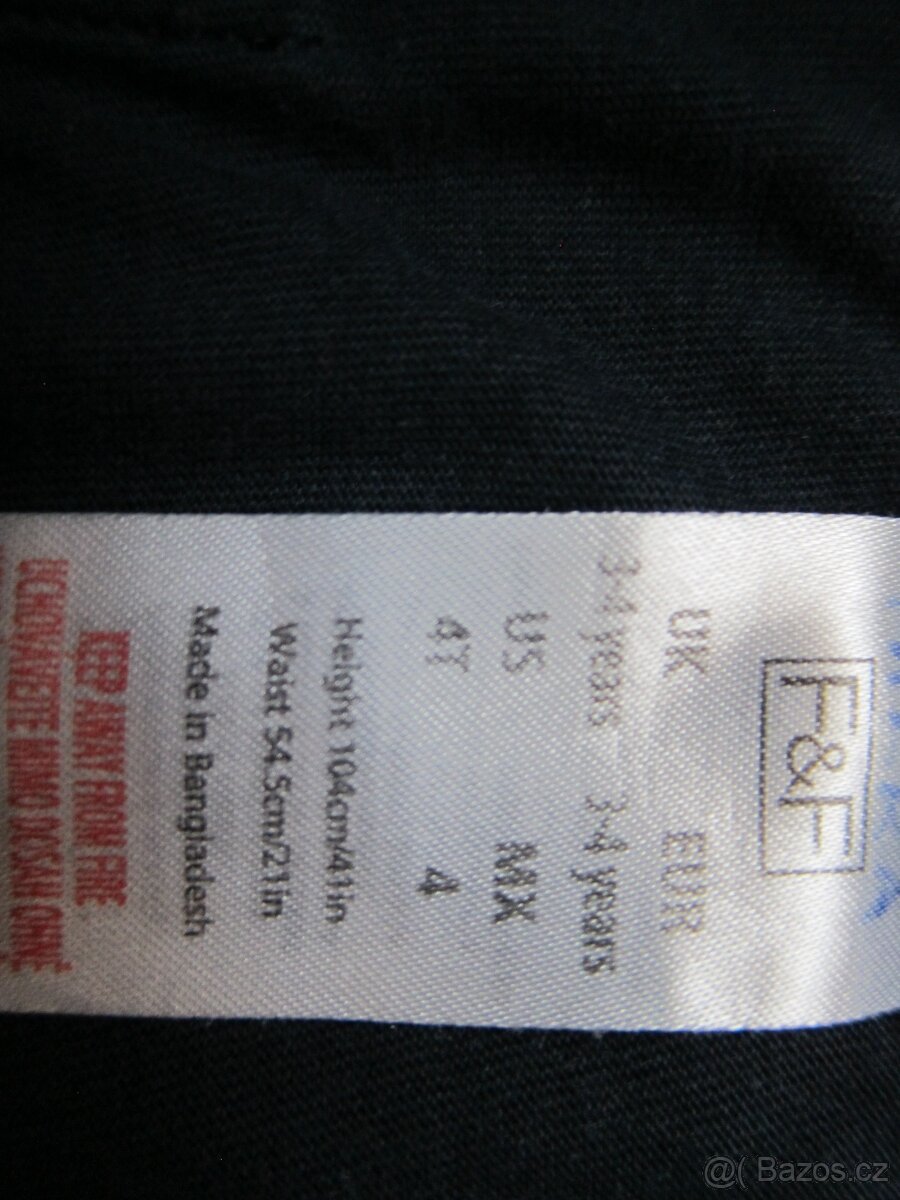 F&F
UK EUR
3-4 years 3-4 years
US MX
4T 4
Height 104cm/41in
Waist 54.5cm/21in
Made in Bangladesh
KEEP AWAY FROM FIRE
UCHOVÁVEJTE MIMO DOSAH OHNĚ
@( Bazos.cz